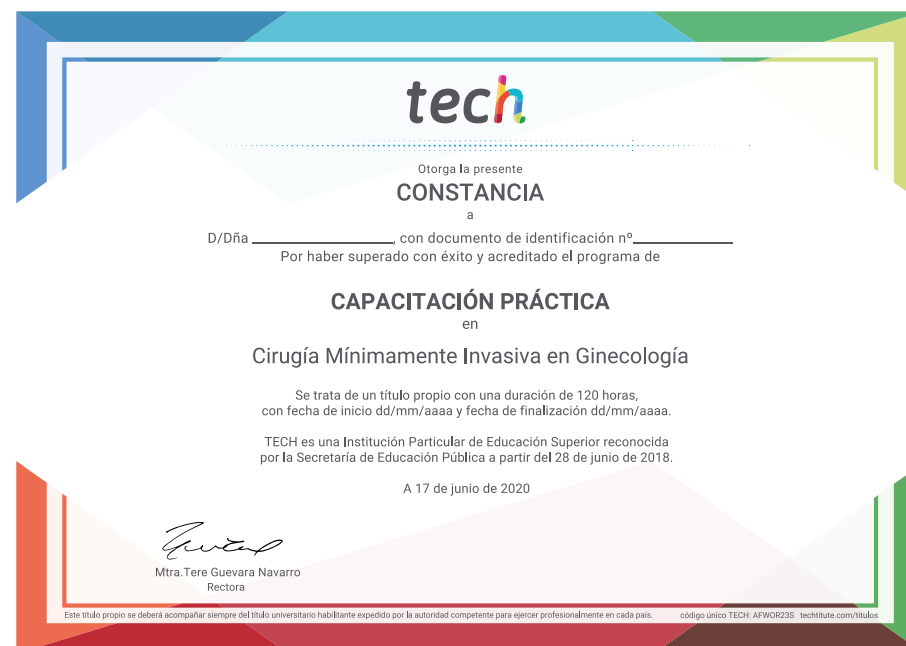 tech
Otorga la presente
CONSTANCIA
a
D/Dña ____________________, con documento de identificación nº______________
Por haber superado con éxito y acreditado el programa de
CAPACITACIÓN PRÁCTICA
en
Cirugía Mínimamente Invasiva en Ginecología
Se trata de un título propio con una duración de 120 horas,
con fecha de inicio dd/mm/aaaa y fecha de finalización dd/mm/aaaa.
TECH es una Institución Particular de Educación Superior reconocida
por la Secretaría de Educación Pública a partir del 28 de junio de 2018.
A 17 de junio de 2020
Mtra.Tere Guevara Navarro
Rectora
Este título propio se deberá acompañar siempre del título universitario habilitante expedido por la autoridad competente para ejercer profesionalmente en cada país. código único TECH: AFWOR23S techtitute.com/titulos